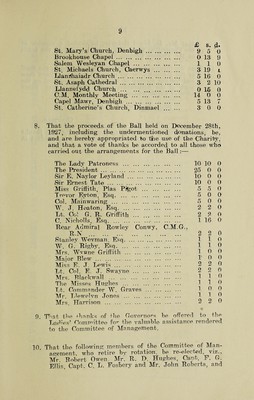 9
£ s. d.
St. Mary's Church, Denbigh ... ... ... ... 9 5 0
Brookhouse Chapel ... ... ... ... 0 13 9
Salem Wesleyan Chapel ... ... ... ... 1 1 0
St. Michaels Church, Caerwys ... ... ... 3 19 1
Llanfhaiadr Church ... ... ... ... 5 16 0
St. Asaph Cathedral ... ... ... ... 3 2 10
Llannefydd Church ... ... ... ... 0 15 0
C.M. Monthly Meeting ... ... ... ... 14 0 0
Capel Mawr, Denbigh ... ... ... ... 5 13 7
St. Catherine's Church, Dinmael ... ... 3 0 0
8. That the proceeds of the Ball held on December 28th,
1927, including the undermentioned donations, be,
and are hereby appropriated to the use of the Charity,
and that a vote of thanks be accorded to all those who
carried out the arrangements for the Ball :—
The Lady Patroness ... ... ... ... 10 10 0
The President ... ... ... ... 25 0 0
Sir E. Naylor Leyland ... ... ... ... 10 0 0
Sir Ernest Tate ... ... ... ... 10 0 0
Miss Griffith, Plas Pigot ... ... ... 5 5 0
Trevor Eyton, Esq. ... ... ... ... 5 0 0
Col. Mainwaring ... ... ... ... 5 0 0
W. J. Hoaton, Esq. ... ... ... ... 2 2 0
Lt. Col. G. R. Griffith ... ... ... ... 2 2 0
C. Nicholls, Esq. ... ... ... ... 1 16 0
Rear Admiral Rowley Conwy, C.M.G.,
R.N. ... ... ... ... 2 2 0
Stanley Weeman, Esq. ... ... ... ... 1 1 0
W. G. Rigby, Esq. ... ... ... ... 1 1 0
Mrs. Wynne Griffith ... ... ... ... 1 0 0
Major Blew ... ... ... ... 1 0 0
Miss E. J. Lewis ... ... ... ... 2 2 0
Lt. Col. E. J. Swayne ... ... ... ... 2 2 0
Mrs. Blackwall ... ... ... ... 1 1 0
The Misses Hughes ... ... ... ... 1 1 0
Lt. Commander W. Graves ... ... ... 1 0 0
Mr. Llewelyn Jones ... ... ... ... 1 1 0
Mrs. Harrison ... ... ... ... 2 2 0
9. That the thanks of the Governors be offered to the
Ladies' Committee for the valuable assistance rendered
to the Committee of Management.
10. That the following members of the Committee of Man-
agement, who retire by rotation, be re-elected, viz.,
Mr. Robert Owen, Mr. R. D. Hughes, Capt. F. G.
Ellis, Capt. C. L. Fosbery and Mr. John Roberts, and